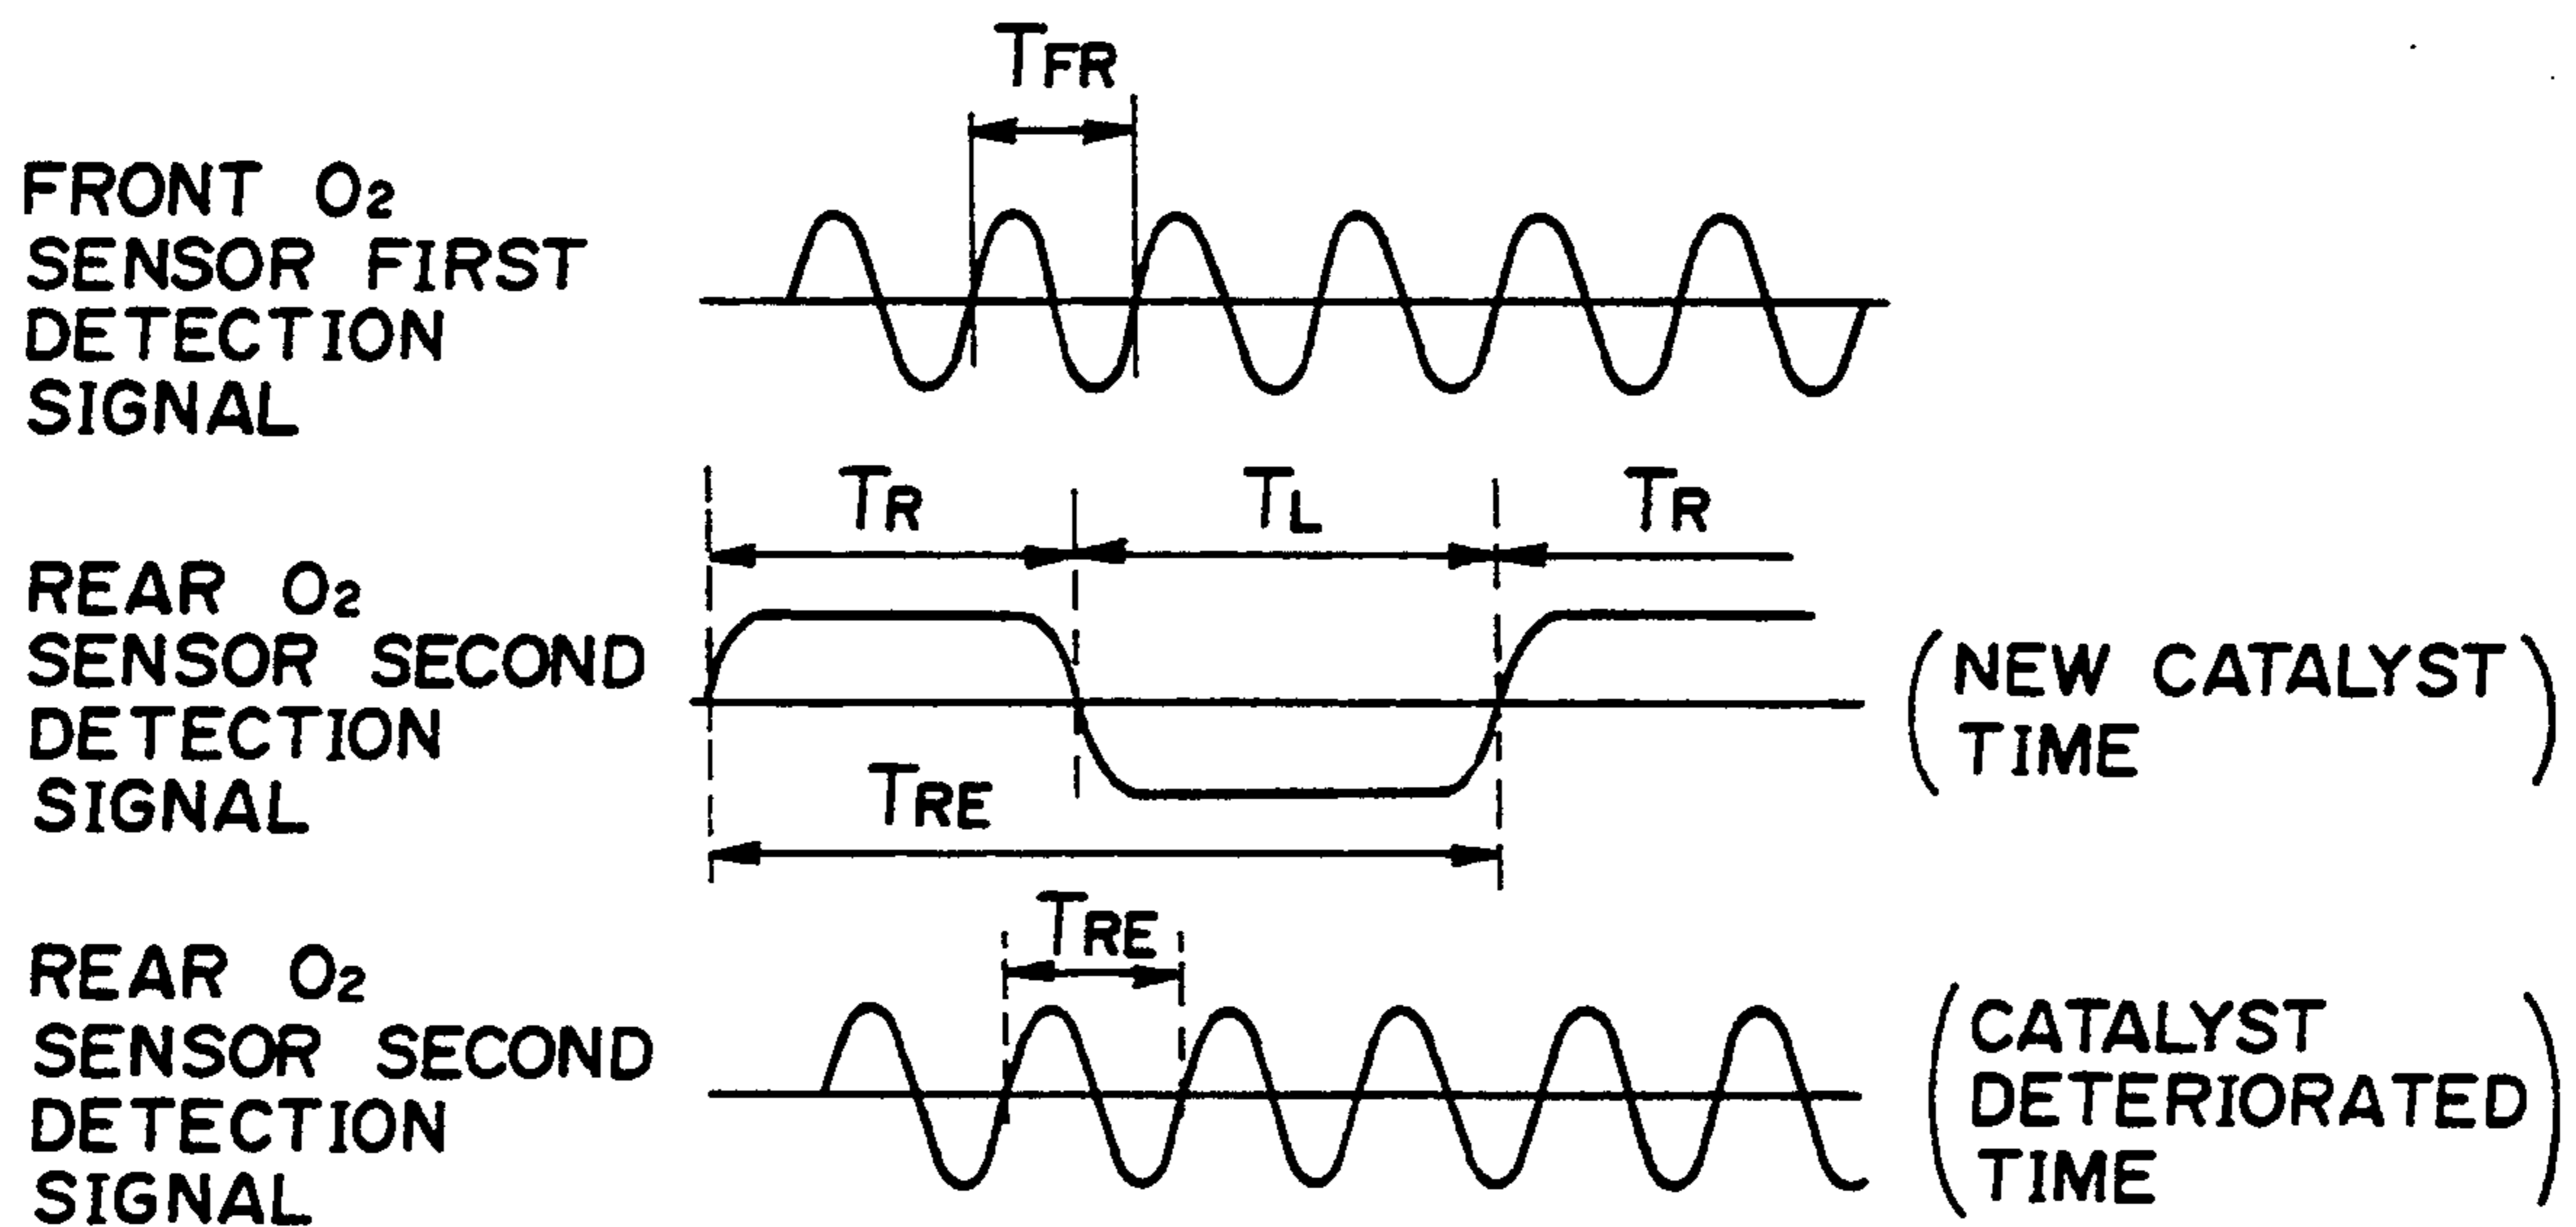 TFR
FRONT O2
SENSOR FIRST
DETECTION
SIGNAL
TR TL TR
REAR O2
SENSOR SECOND
DETECTION
SIGNAL
(NEW CATALYST
TIME)
TRE
TRE
REAR O2
SENSOR SECOND
DETECTION
SIGNAL
(CATALYST
DETERIORATED
TIME)